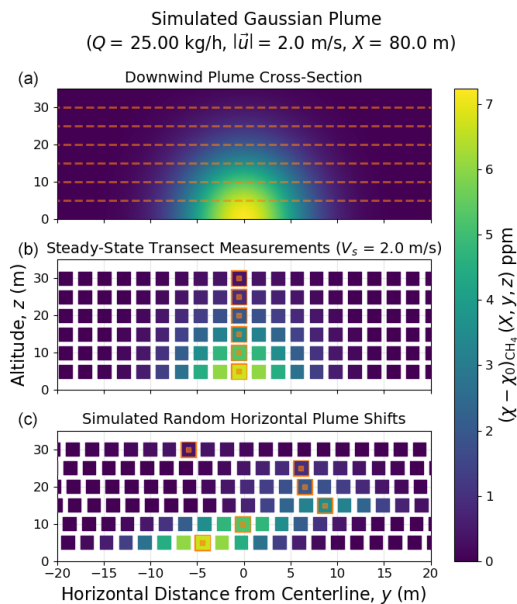 Simulated Gaussian Plume
(Q = 25.00 kg/h, |u⃗| = 2.0 m/s, X = 80.0 m)
(a)
Downwind Plume Cross-Section
30
20
10
0
(b)
Steady-State Transect Measurements (Vₛ = 2.0 m/s)
30
20
10
0
(c)
Simulated Random Horizontal Plume Shifts
30
20
10
0
−20 −15 −10 −5 0 5 10 15 20
Horizontal Distance from Centerline, y (m)
Altitude, z (m)
7
6
5
4
3
2
1
0
(χ − χ₀)CH₄ (X, y, z) ppm